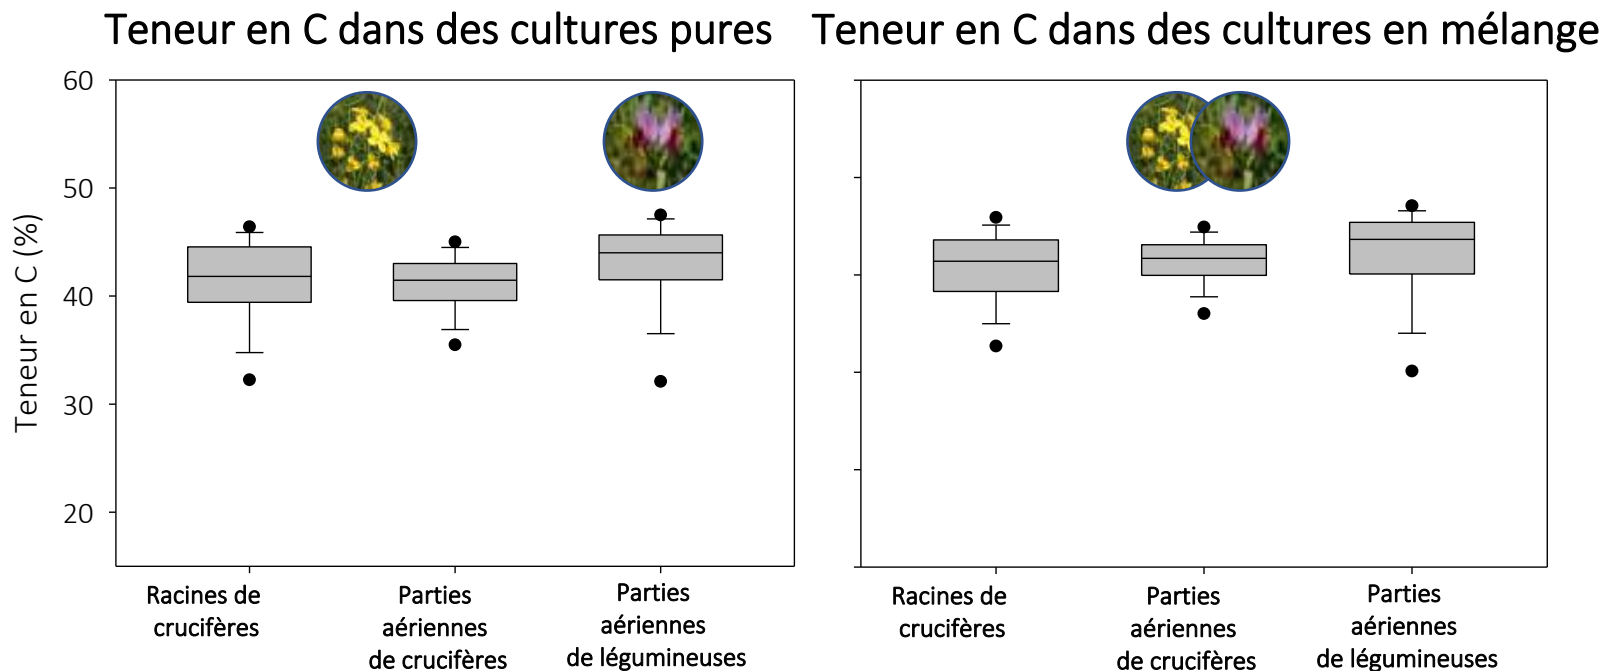 Teneur en C dans des cultures pures
Teneur en C dans des cultures en mélange
Teneur en C (%)
60
50
40
30
20
Racines de
crucifères
Parties
aériennes
de crucifères
Parties
aériennes
de légumineuses
Racines de
crucifères
Parties
aériennes
de crucifères
Parties
aériennes
de légumineuses